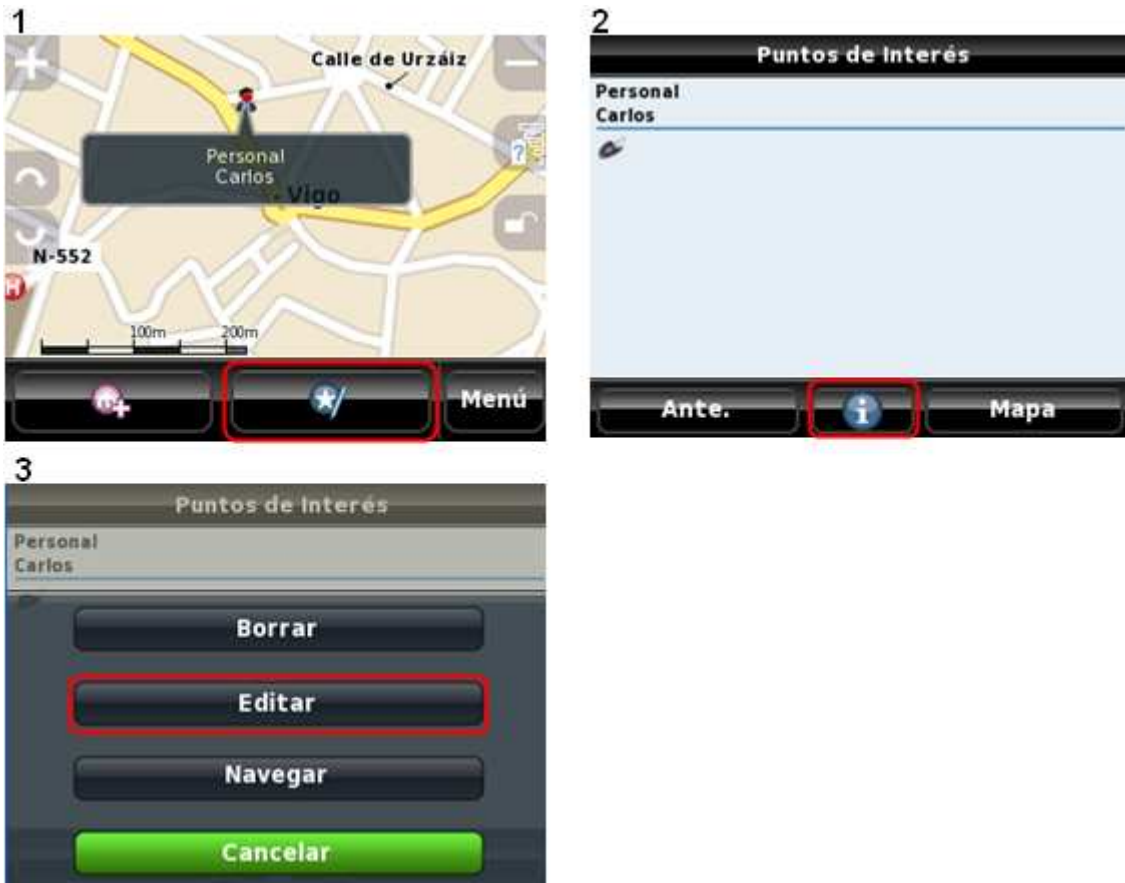 1
Calle de Urzáiz
Personal
Carlos
Vigo
N-552
H
100m 200m
Menú
2
Puntos de Interés
Personal
Carlos
Ante. i Mapa
3
Puntos de Interés
Personal
Carlos
Borrar
Editar
Navegar
Cancelar